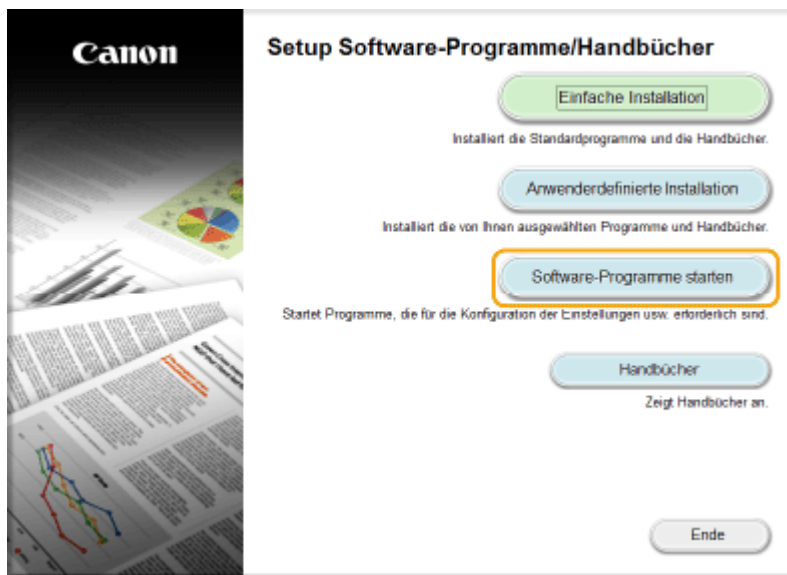 Canon
Setup Software-Programme/Handbücher
Einfache Installation
Installiert die Standardprogramme und die Handbücher.
Anwenderdefinierte Installation
Installiert die von Ihnen ausgewählten Programme und Handbücher.
Software-Programme starten
Startet Programme, die für die Konfiguration der Einstellungen usw. erforderlich sind.
Handbücher
Zeigt Handbücher an.
Ende